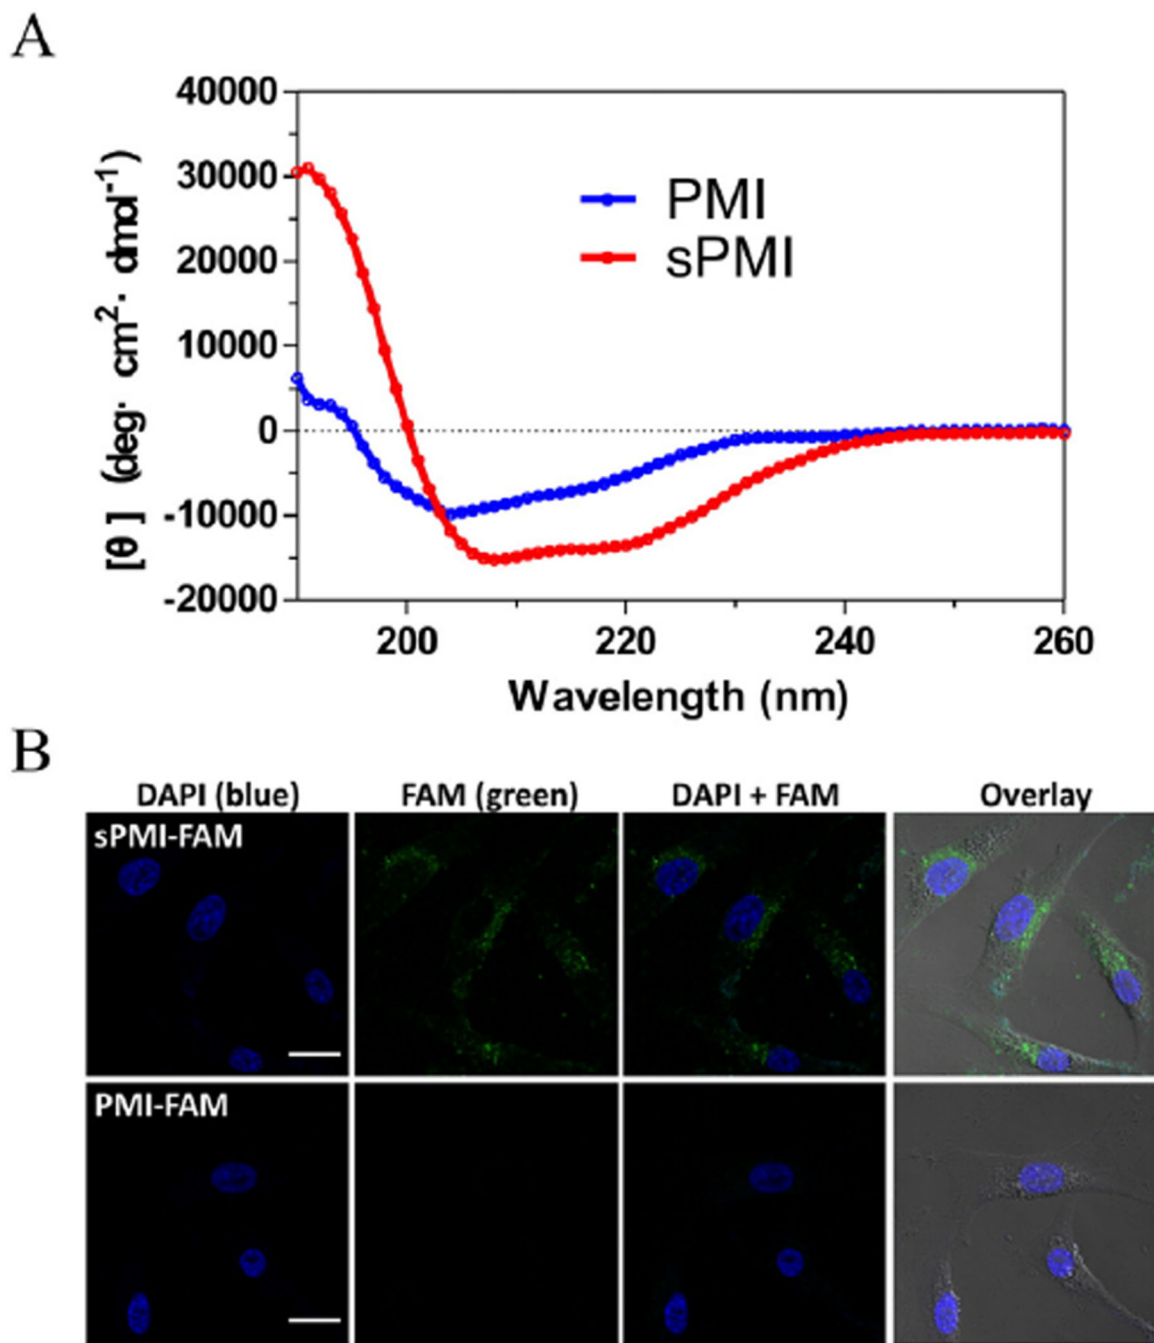 A
40000
30000
20000
10000
0
-10000
-20000
[θ] (deg· cm²· dmol⁻¹)
PMI
sPMI
200 220 240 260
Wavelength (nm)
B
DAPI (blue) FAM (green) DAPI + FAM Overlay
sPMI-FAM
PMI-FAM